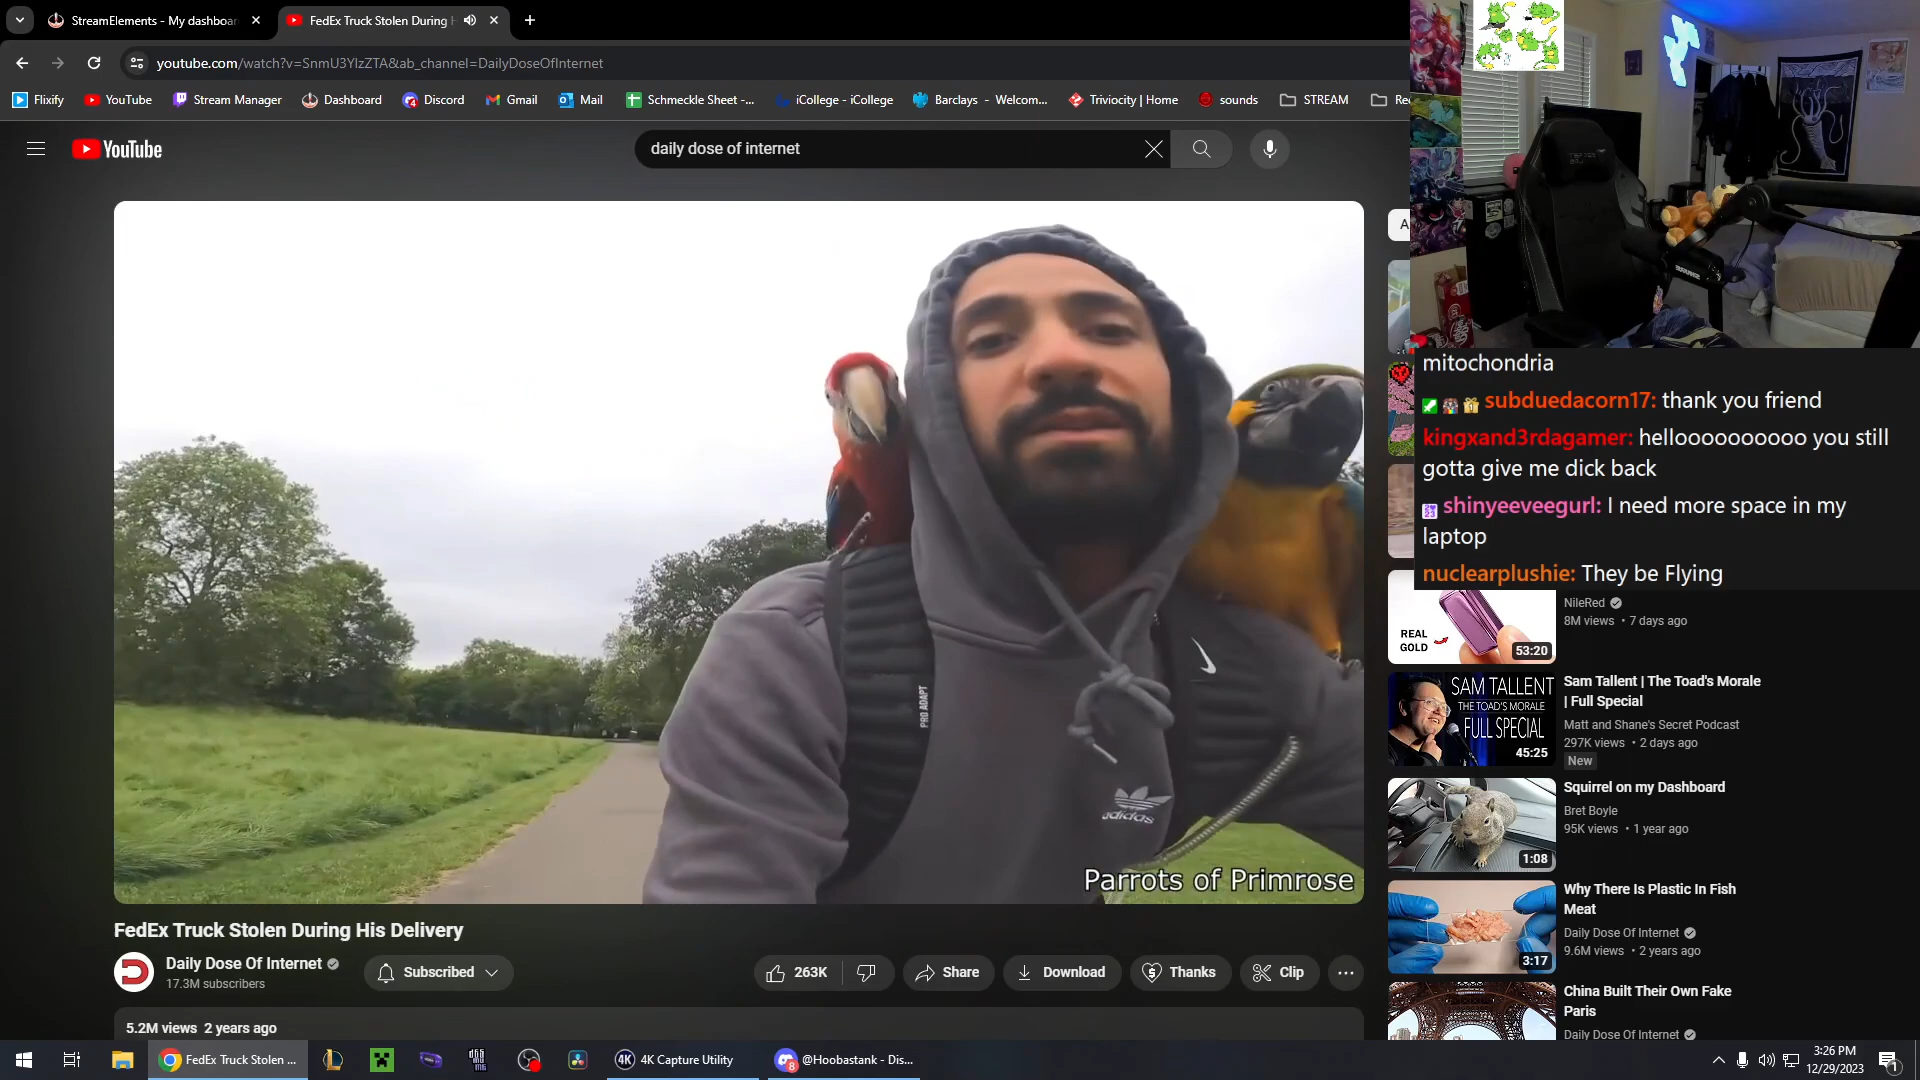 StreamElements - My dashboar
FedEx Truck Stolen During H
youtube.com/watch?v=SnmU3YlzZTA&ab_channel=DailyDoseOfInternet
Flixify YouTube Stream Manager Dashboard Discord Gmail Mail Schmeckle Sheet -... iCollege - iCollege Barclays - Welcom... Triviocity | Home sounds STREAM Re
YouTube
daily dose of internet
A
mitochondria
subduedacorn17: thank you friend
kingxand3rdagamer: helloooooooooo you still
gotta give me dick back
shinyeeveegurl: I need more space in my
laptop
nuclearplushie: They be Flying
PRO ADAPT
adidas
Parrots of Primrose
REAL
GOLD
53:20
NileRed
8M views • 7 days ago
SAM TALLENT
THE TOAD'S MORALE
FULL SPECIAL
45:25
Sam Tallent | The Toad's Morale
| Full Special
Matt and Shane's Secret Podcast
297K views • 2 days ago
New
1:08
Squirrel on my Dashboard
Bret Boyle
95K views • 1 year ago
3:17
Why There Is Plastic In Fish
Meat
Daily Dose Of Internet
9.6M views • 2 years ago
China Built Their Own Fake
Paris
Daily Dose Of Internet
FedEx Truck Stolen During His Delivery
Daily Dose Of Internet
17.3M subscribers
Subscribed
263K
Share
Download
Thanks
Clip
5.2M views 2 years ago
FedEx Truck Stolen ...
4K 4K Capture Utility
8 @Hoobastank - Dis...
3:26 PM
12/29/2023
1